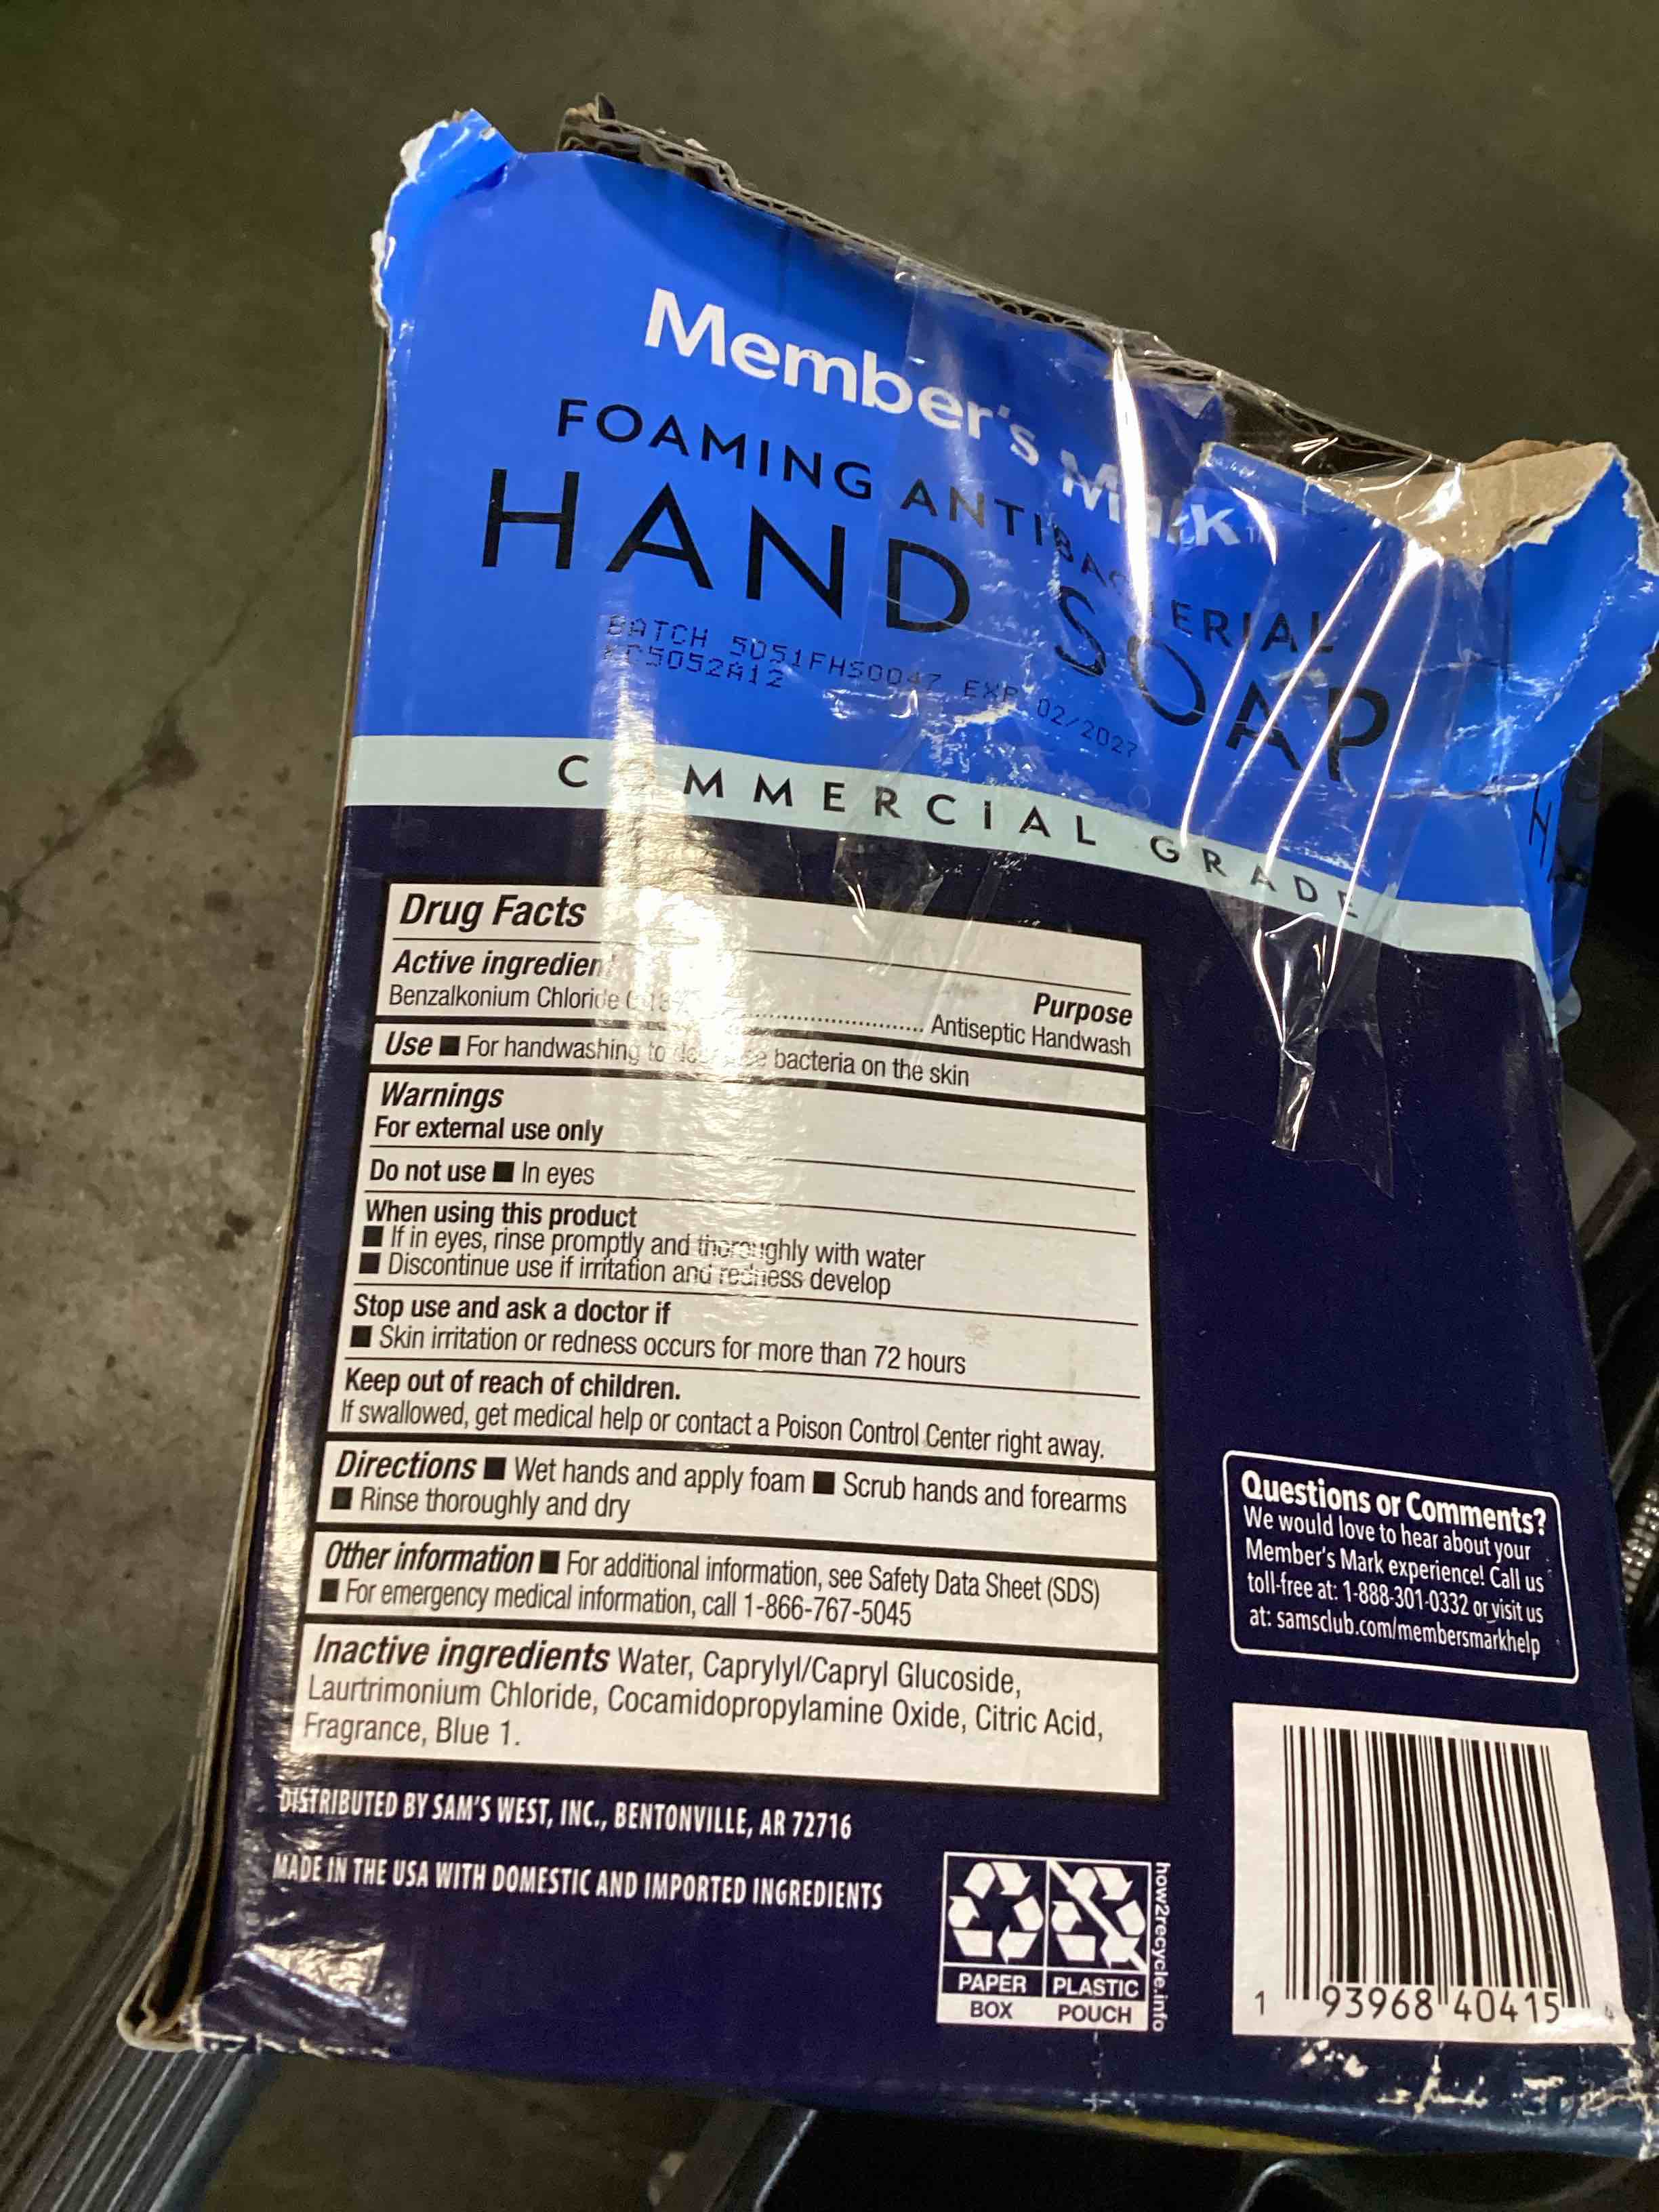 Member's Mark
FOAMING ANTIBACTERIAL
HAND SOAP
BATCH 5051FHS0047 EXP 02/2027
5052A12
C MMERCIAL GRADE
Drug Facts
Active ingredien
Purpose
Benzalkonium Chloride ............................ Antiseptic Handwash
Use ■ For handwashing to decrease bacteria on the skin
Warnings
For external use only
Do not use ■ In eyes
When using this product
■ If in eyes, rinse promptly and thoroughly with water
■ Discontinue use if irritation and redness develop
Stop use and ask a doctor if
■ Skin irritation or redness occurs for more than 72 hours
Keep out of reach of children.
If swallowed, get medical help or contact a Poison Control Center right away.
Directions ■ Wet hands and apply foam ■ Scrub hands and forearms
■ Rinse thoroughly and dry
Other information ■ For additional information, see Safety Data Sheet (SDS)
■ For emergency medical information, call 1-866-767-5045
Inactive ingredients Water, Caprylyl/Capryl Glucoside,
Laurtrimonium Chloride, Cocamidopropylamine Oxide, Citric Acid,
Fragrance, Blue 1.
DISTRIBUTED BY SAM'S WEST, INC., BENTONVILLE, AR 72716
MADE IN THE USA WITH DOMESTIC AND IMPORTED INGREDIENTS
PAPER
BOX
PLASTIC
POUCH
how2recycle.info
Questions or Comments?
We would love to hear about your
Member's Mark experience! Call us
toll-free at: 1-888-301-0332 or visit us
at: samsclub.com/membersmarkhelp
1 93968 40415 4